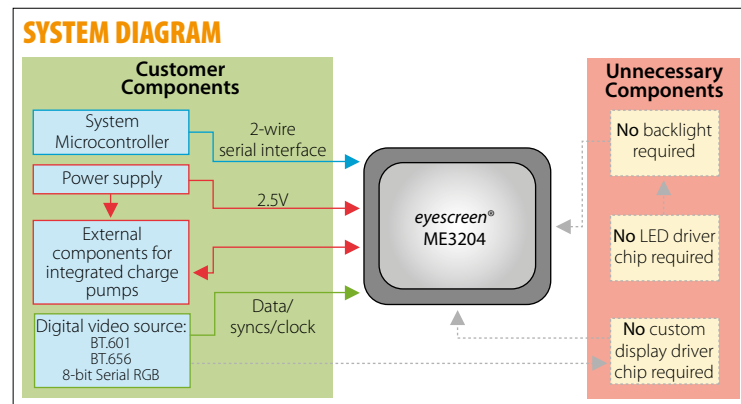 SYSTEM DIAGRAM
Customer
Components
System
Microcontroller
2-wire
serial interface
Power supply
2.5V
External
components for
integrated charge
pumps
Data/
syncs/clock
Digital video source:
BT.601
BT.656
8-bit Serial RGB
eyescreen®
ME3204
Unnecessary
Components
No backlight
required
No LED driver
chip required
No custom
display driver
chip required